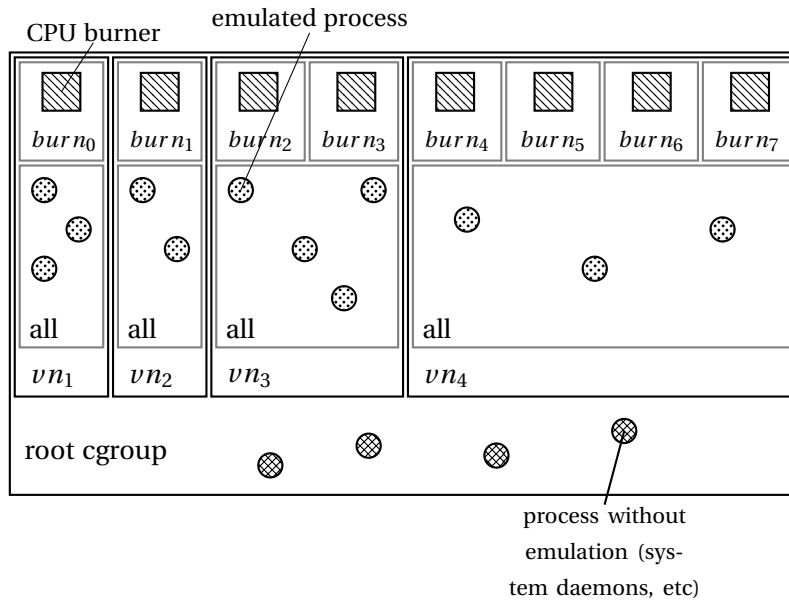 emulated process
CPU burner
burn₀ burn₁ burn₂ burn₃ burn₄ burn₅ burn₆ burn₇
all all all all
vn₁ vn₂ vn₃ vn₄
root cgroup
process without
emulation (sys-
tem daemons, etc)